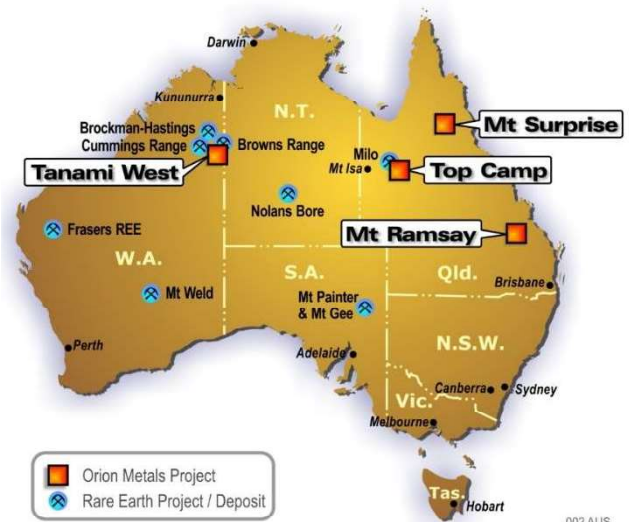 Darwin
Kununurra
N.T.
Mt Surprise
Brockman-Hastings
Cummings Range
Browns Range
Milo
Mt Isa
Tanami West
Top Camp
Nolans Bore
Frasers REE
Mt Ramsay
W.A.
S.A.
Qld.
Mt Weld
Mt Painter
& Mt Gee
Brisbane
Perth
N.S.W.
Adelaide
Canberra
Sydney
Vic.
Melbourne
Orion Metals Project
Rare Earth Project / Deposit
Tas.
Hobart
002 AUS